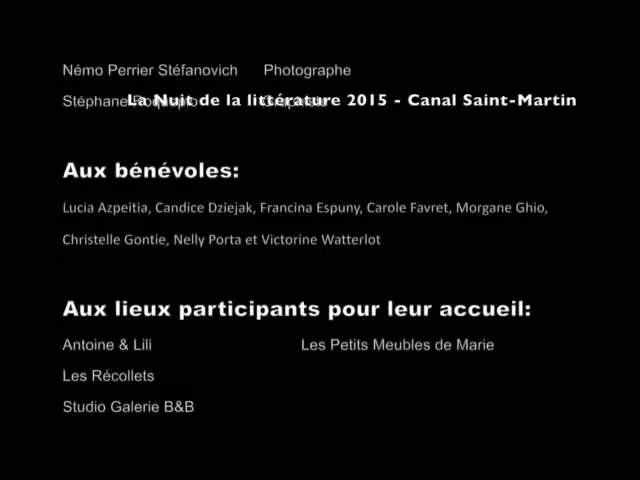 Némo Perrier Stéfanovich Photographe
Stéphane
La Nuit de la littérature 2015 - Canal Saint-Martin
Aux bénévoles:
Lucia Azpeitia, Candice Dziejak, Francina Espuny, Carole Favret, Morgane Ghio,
Christelle Gontie, Nelly Porta et Victorine Watterlot
Aux lieux participants pour leur accueil:
Antoine & Lili Les Petits Meubles de Marie
Les Récollets
Studio Galerie B&B